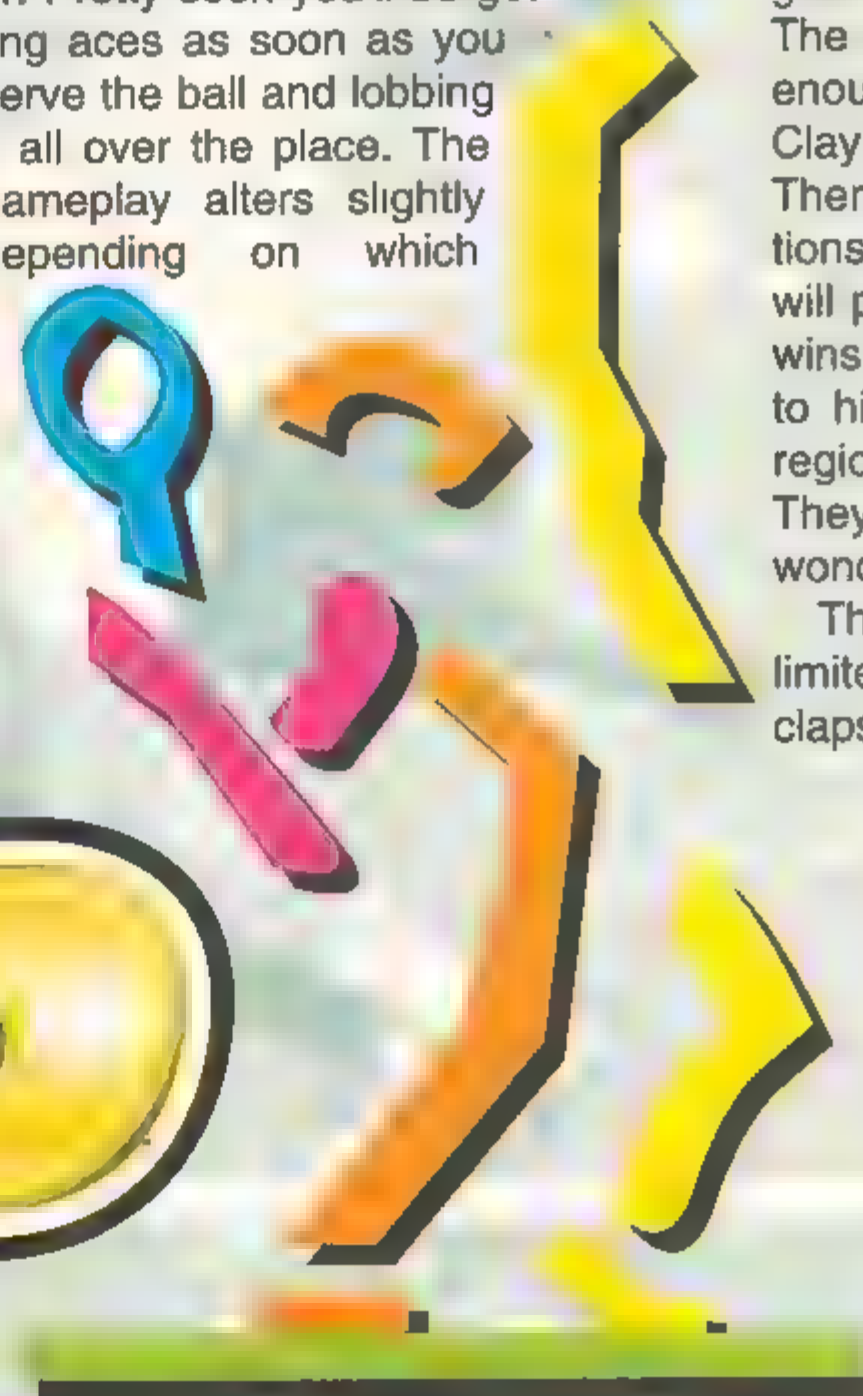 ng aces as soon as you
erve the ball and lobbing
all over the place. The
ameplay alters slightly
epending on which
The
enou
Clay
Ther
tions
will p
wins
to hi
regio
They
wond
Th
limite
claps